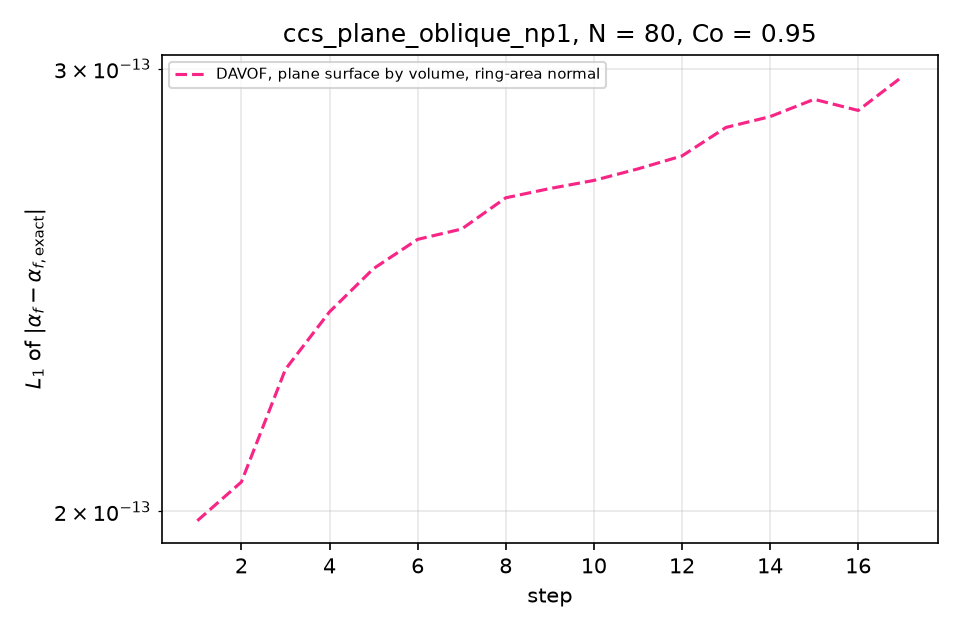 ccs_plane_oblique_np1, N = 80, Co = 0.95
DAVOF, plane surface by volume, ring-area normal
3 × 10⁻¹³
2 × 10⁻¹³
L₁ of |α_f − α_{f,exact}|
2 4 6 8 10 12 14 16
step